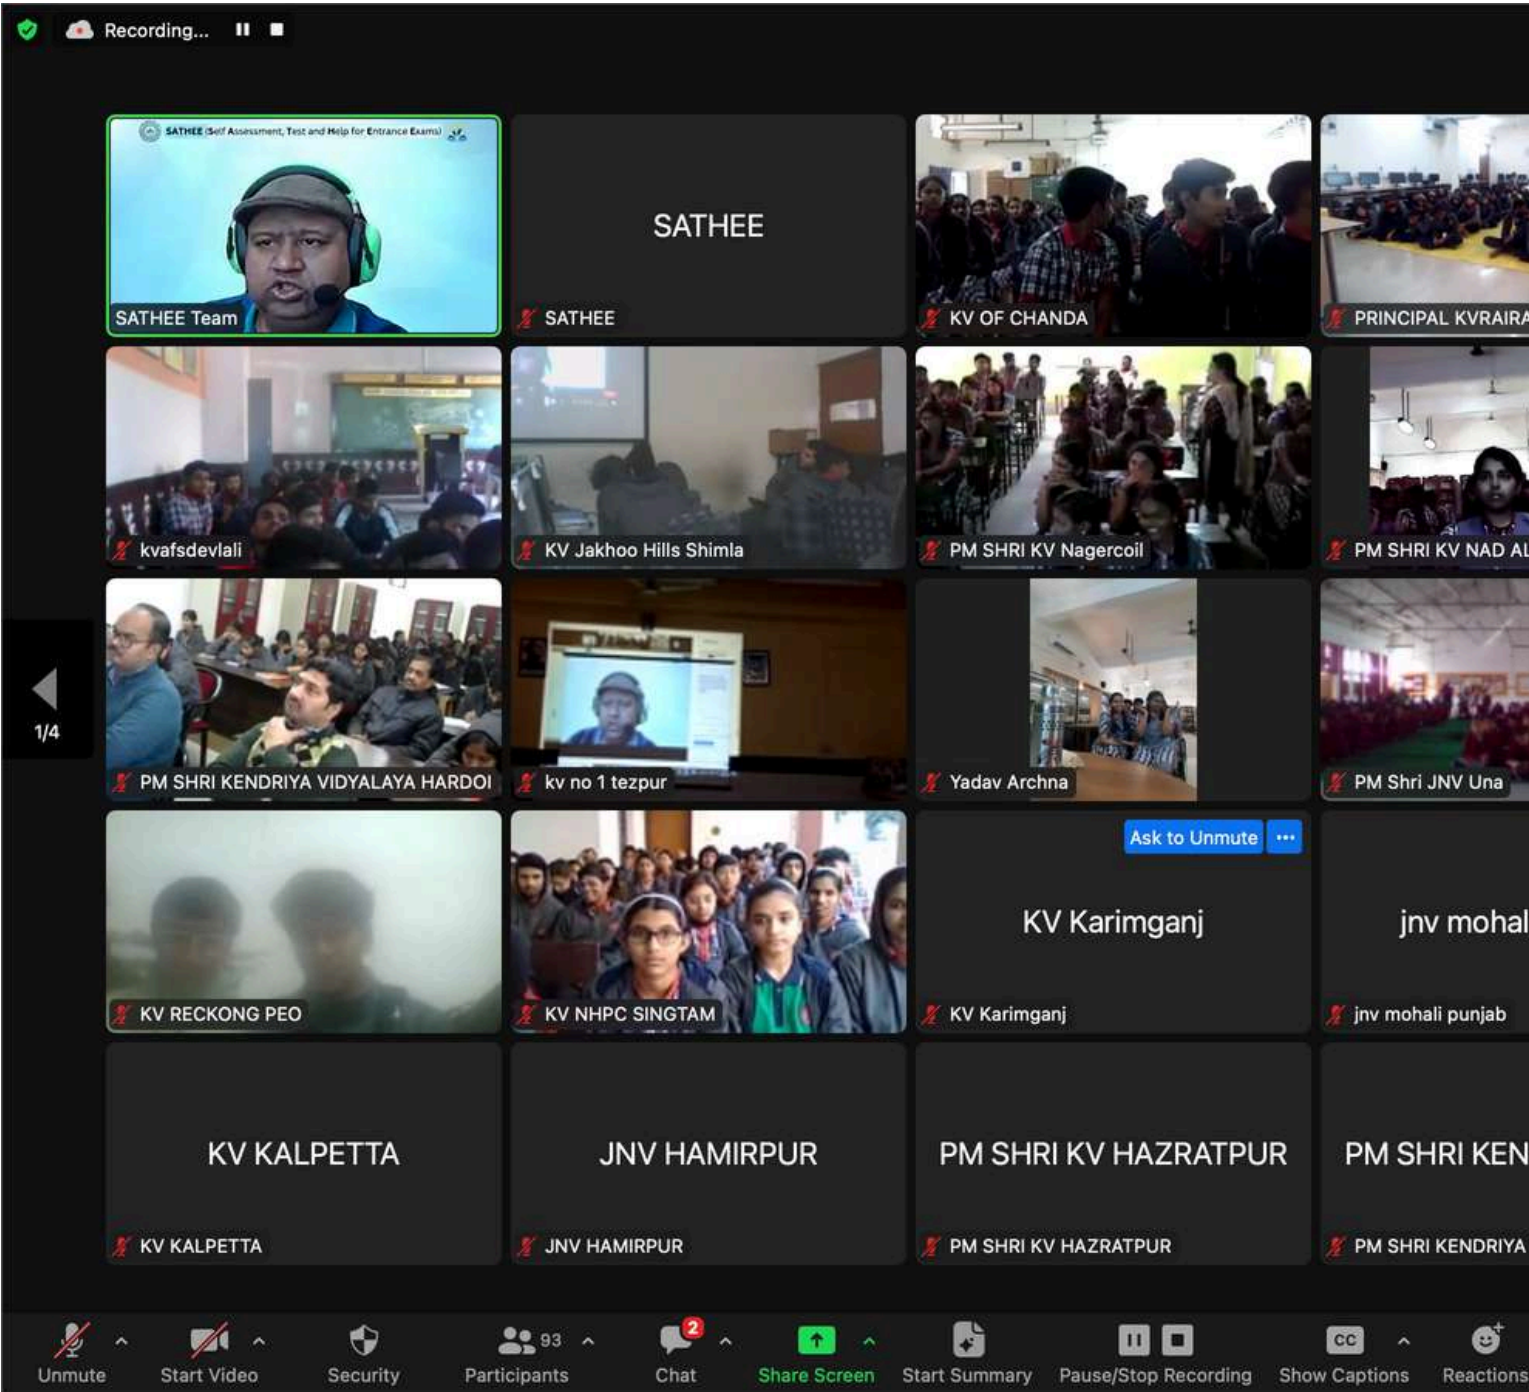 Recording...
SATHEE (Self Assessment, Test and Help for Entrance Exams)
SATHEE Team
SATHEE
SATHEE
KV OF CHANDA
PRINCIPAL KVRAIRA
kvafsdevlali
KV Jakhoo Hills Shimla
PM SHRI KV Nagercoil
PM SHRI KV NAD AL
1/4
PM SHRI KENDRIYA VIDYALAYA HARDOI
kv no 1 tezpur
Yadav Archna
PM Shri JNV Una
KV RECKONG PEO
KV NHPC SINGTAM
Ask to Unmute
KV Karimganj
KV Karimganj
jnv mohal
jnv mohali punjab
KV KALPETTA
KV KALPETTA
JNV HAMIRPUR
JNV HAMIRPUR
PM SHRI KV HAZRATPUR
PM SHRI KV HAZRATPUR
PM SHRI KEN
PM SHRI KENDRIYA
Unmute
Start Video
Security
93
Participants
2
Chat
Share Screen
Start Summary
Pause/Stop Recording
CC
Show Captions
Reactions